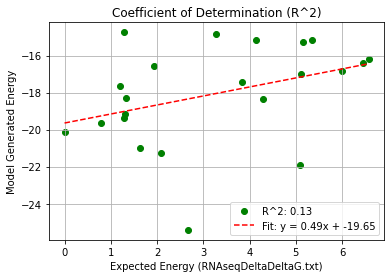 Coefficient of Determination (R^2)
Model Generated Energy
−16
−18
−20
−22
−24
0 1 2 3 4 5 6
Expected Energy (RNAseqDeltaDeltaG.txt)
R^2: 0.13
Fit: y = 0.49x + -19.65